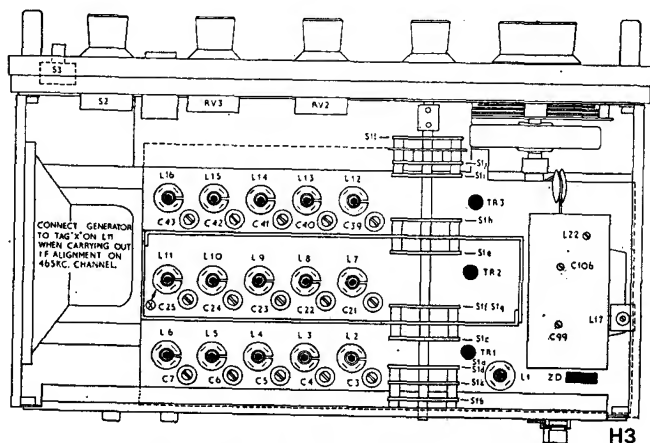 S3
S2
RV3
RV2
S1l
S1j
S1i
L16 L15 L14 L13 L12
C43 C42 C41 C40 C39
TR3
S1h
CONNECT GENERATOR
TO TAG "X" ON L11
WHEN CARRYING OUT
I.F ALIGNMENT ON
465KC. CHANNEL.
S1e
L22
C106
L11 L10 L9 L8 L7
TR2
X
C25 C24 C23 C22 C21
S1f S1g
L17
C99
L6 L5 L4 L3 L2
S1c
TR1
S1a
S1d
C7 C6 C5 C4 C3
L1
ZD
S1b
H3